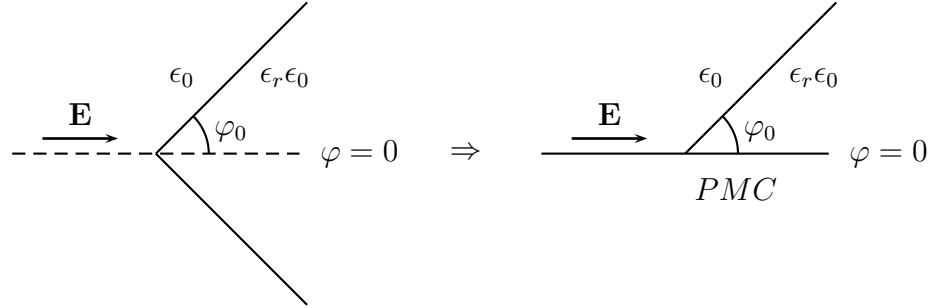 ϵ₀ ϵᵣϵ₀ ϵ₀ ϵᵣϵ₀
E φ₀ E φ₀
φ = 0 ⇒ φ = 0
PMC